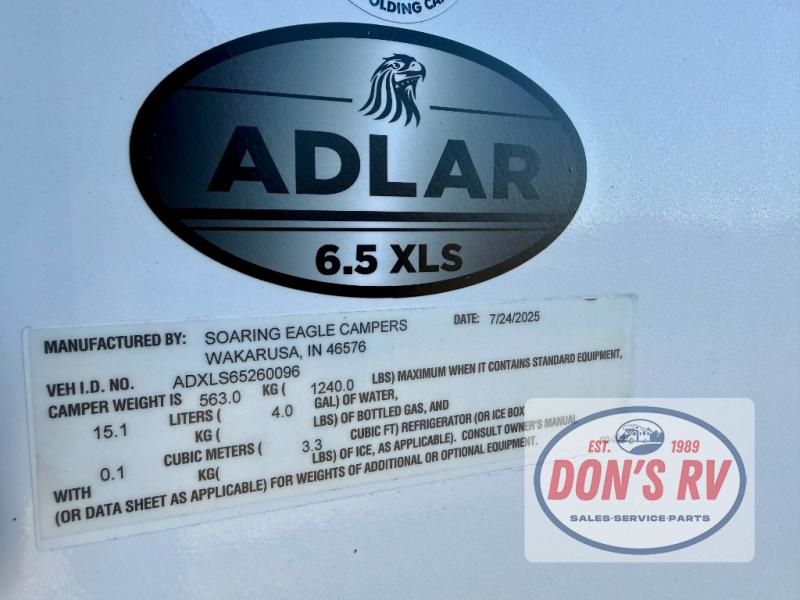 OLDING CA
ADLAR
6.5 XLS
MANUFACTURED BY: SOARING EAGLE CAMPERS DATE: 7/24/2025
WAKARUSA, IN 46576
VEH I.D. NO. ADXLS65260096
CAMPER WEIGHT IS 563.0 KG ( 1240.0 LBS) MAXIMUM WHEN IT CONTAINS STANDARD EQUIPMENT,
15.1 LITERS ( 4.0 GAL) OF WATER,
KG ( LBS) OF BOTTLED GAS, AND
0.1 CUBIC METERS ( 3.3 CUBIC FT) REFRIGERATOR (OR ICE BOX
WITH KG( LBS) OF ICE, AS APPLICABLE). CONSULT OWNER'S MANUAL
(OR DATA SHEET AS APPLICABLE) FOR WEIGHTS OF ADDITIONAL OR OPTIONAL EQUIPMENT.
EST. 1989
DON'S RV
SALES·SERVICE·PARTS